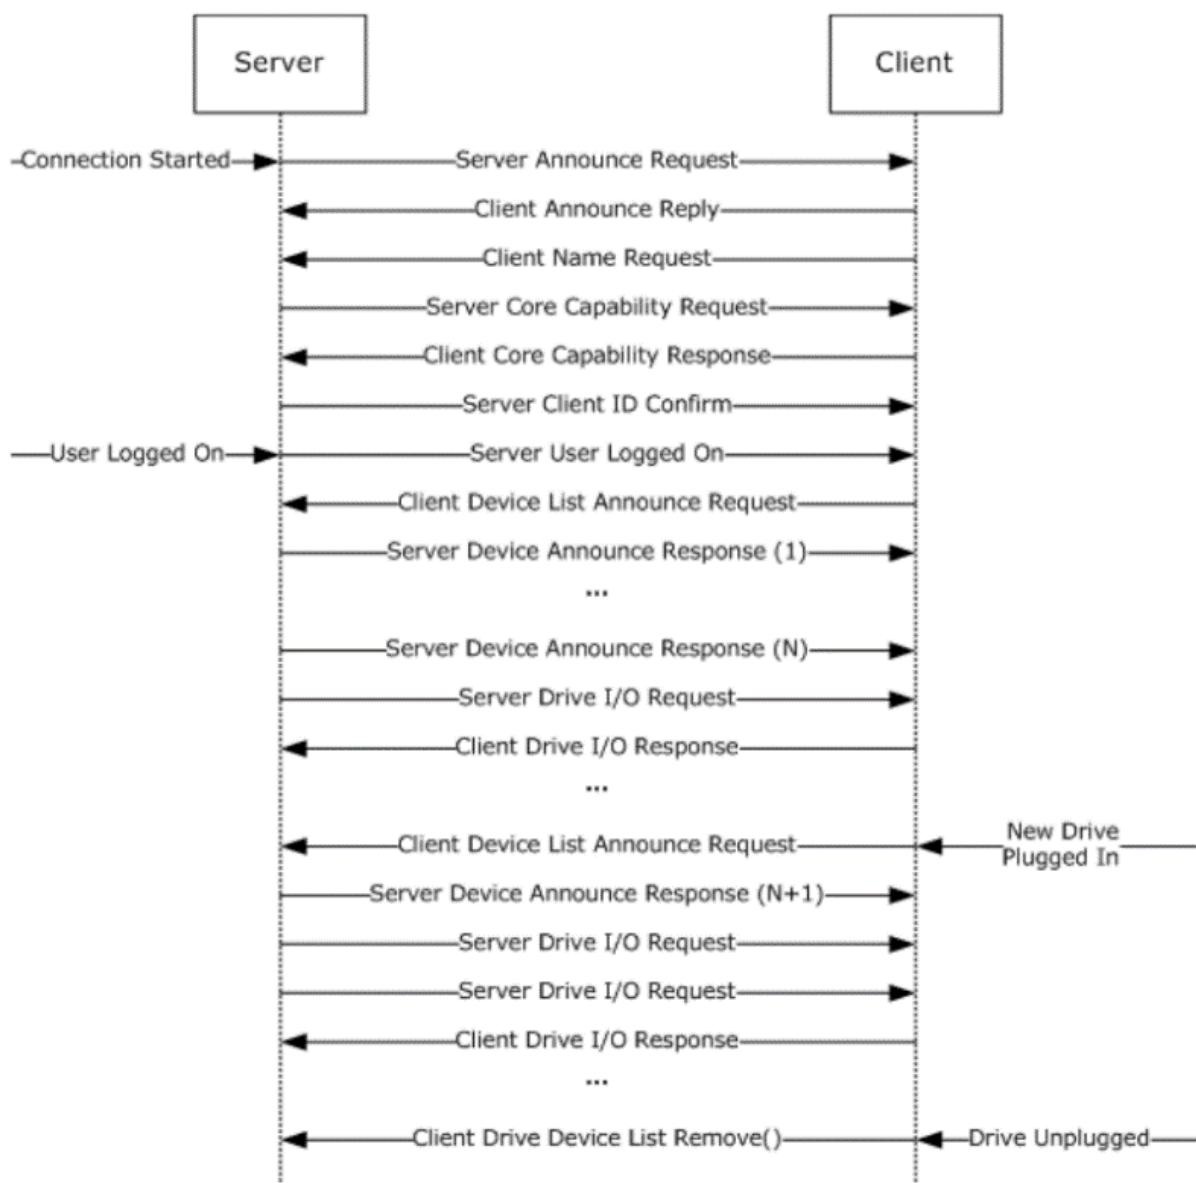 Server
Client
Connection Started
Server Announce Request
Client Announce Reply
Client Name Request
Server Core Capability Request
Client Core Capability Response
Server Client ID Confirm
User Logged On
Server User Logged On
Client Device List Announce Request
Server Device Announce Response (1)
...
Server Device Announce Response (N)
Server Drive I/O Request
Client Drive I/O Response
...
Client Device List Announce Request
New Drive
Plugged In
Server Device Announce Response (N+1)
Server Drive I/O Request
Server Drive I/O Request
Client Drive I/O Response
...
Client Drive Device List Remove()
Drive Unplugged